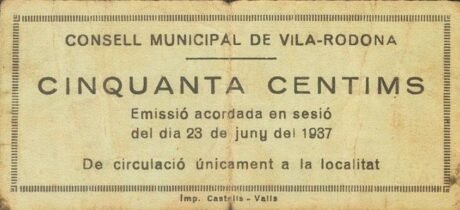 CONSELL MUNICIPAL DE VILA-RODONA
CINQUANTA CENTIMS
Emissió acordada en sesió
del dia 23 de juny del 1937
De circulació únicament a la localitat
Imp. Castells - Valls